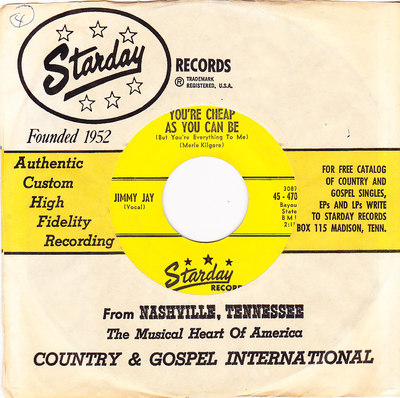 Starday
RECORDS
® TRADEMARK
REGISTERED, U.S.A.
Founded 1952
Authentic
Custom
High
Fidelity
Recording
YOU'RE CHEAP
AS YOU CAN BE
(But You're Everything To Me)
(Merle Kilgore)
JIMMY JAY
(Vocal)
45 - 470
Bayou
State
BMI
Starday
RECOR
FOR FREE CATALOG
OF COUNTRY AND
GOSPEL SINGLES,
EPs AND LPs WRITE
TO STARDAY RECORDS
BOX 115 MADISON, TENN.
From NASHVILLE, TENNESSEE
The Musical Heart Of America
COUNTRY & GOSPEL INTERNATIONAL